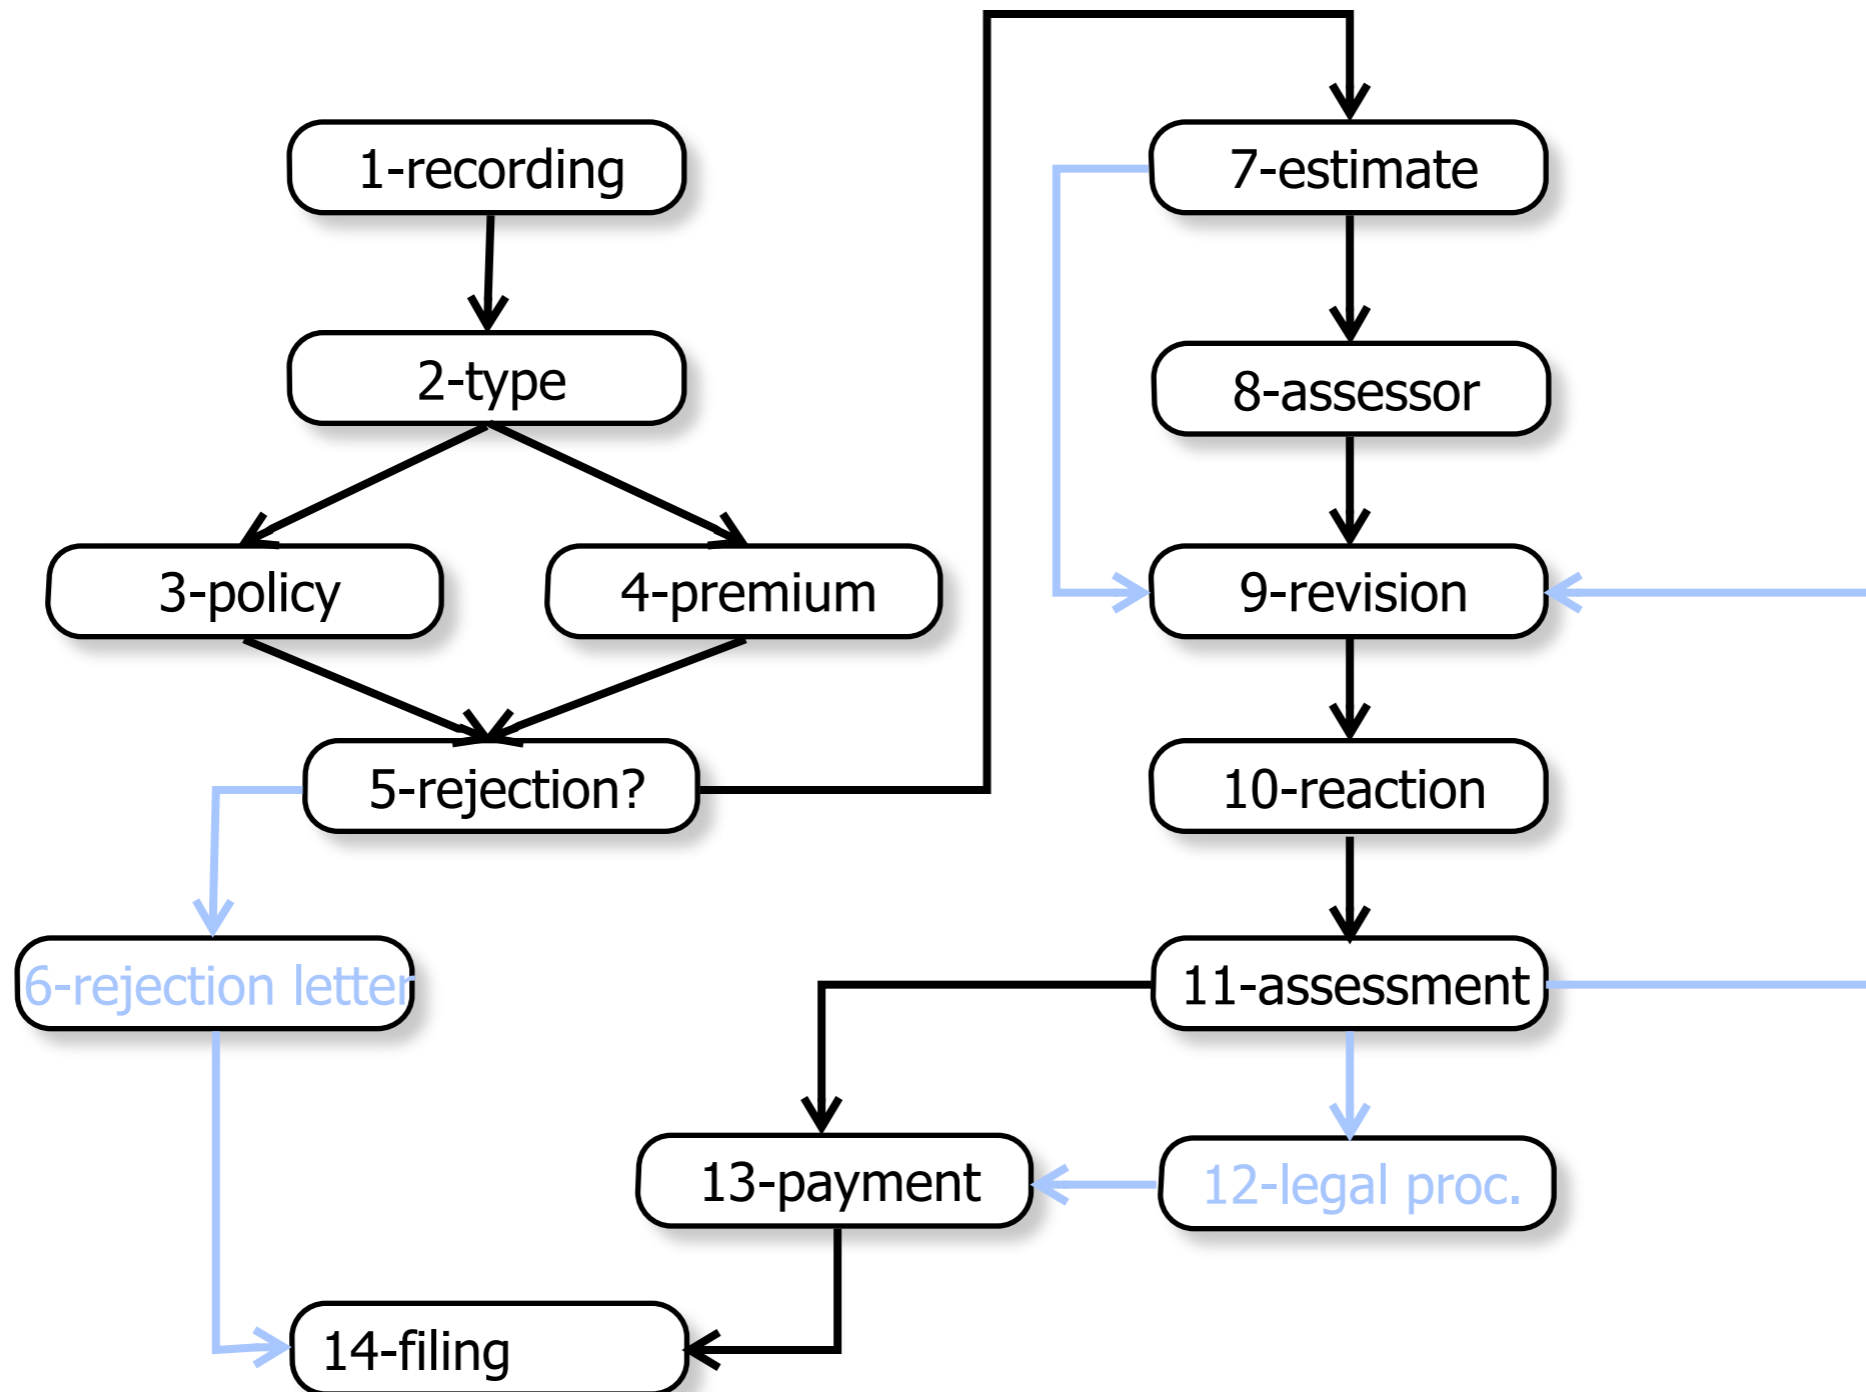 1-recording
2-type
3-policy
4-premium
5-rejection?
6-rejection letter
7-estimate
8-assessor
9-revision
10-reaction
11-assessment
12-legal proc.
13-payment
14-filing